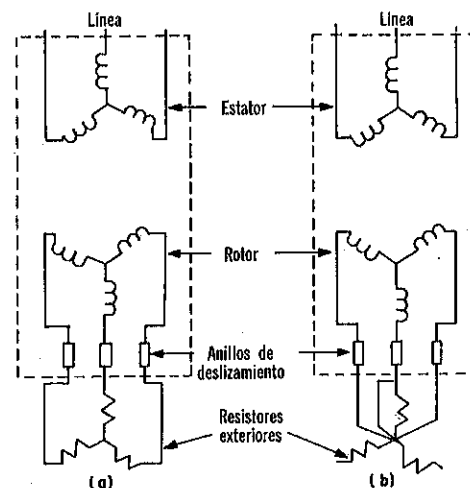 Línea
Línea
Estator
Rotor
Anillos de
deslizamiento
Resistores
exteriores
(a)
(b)